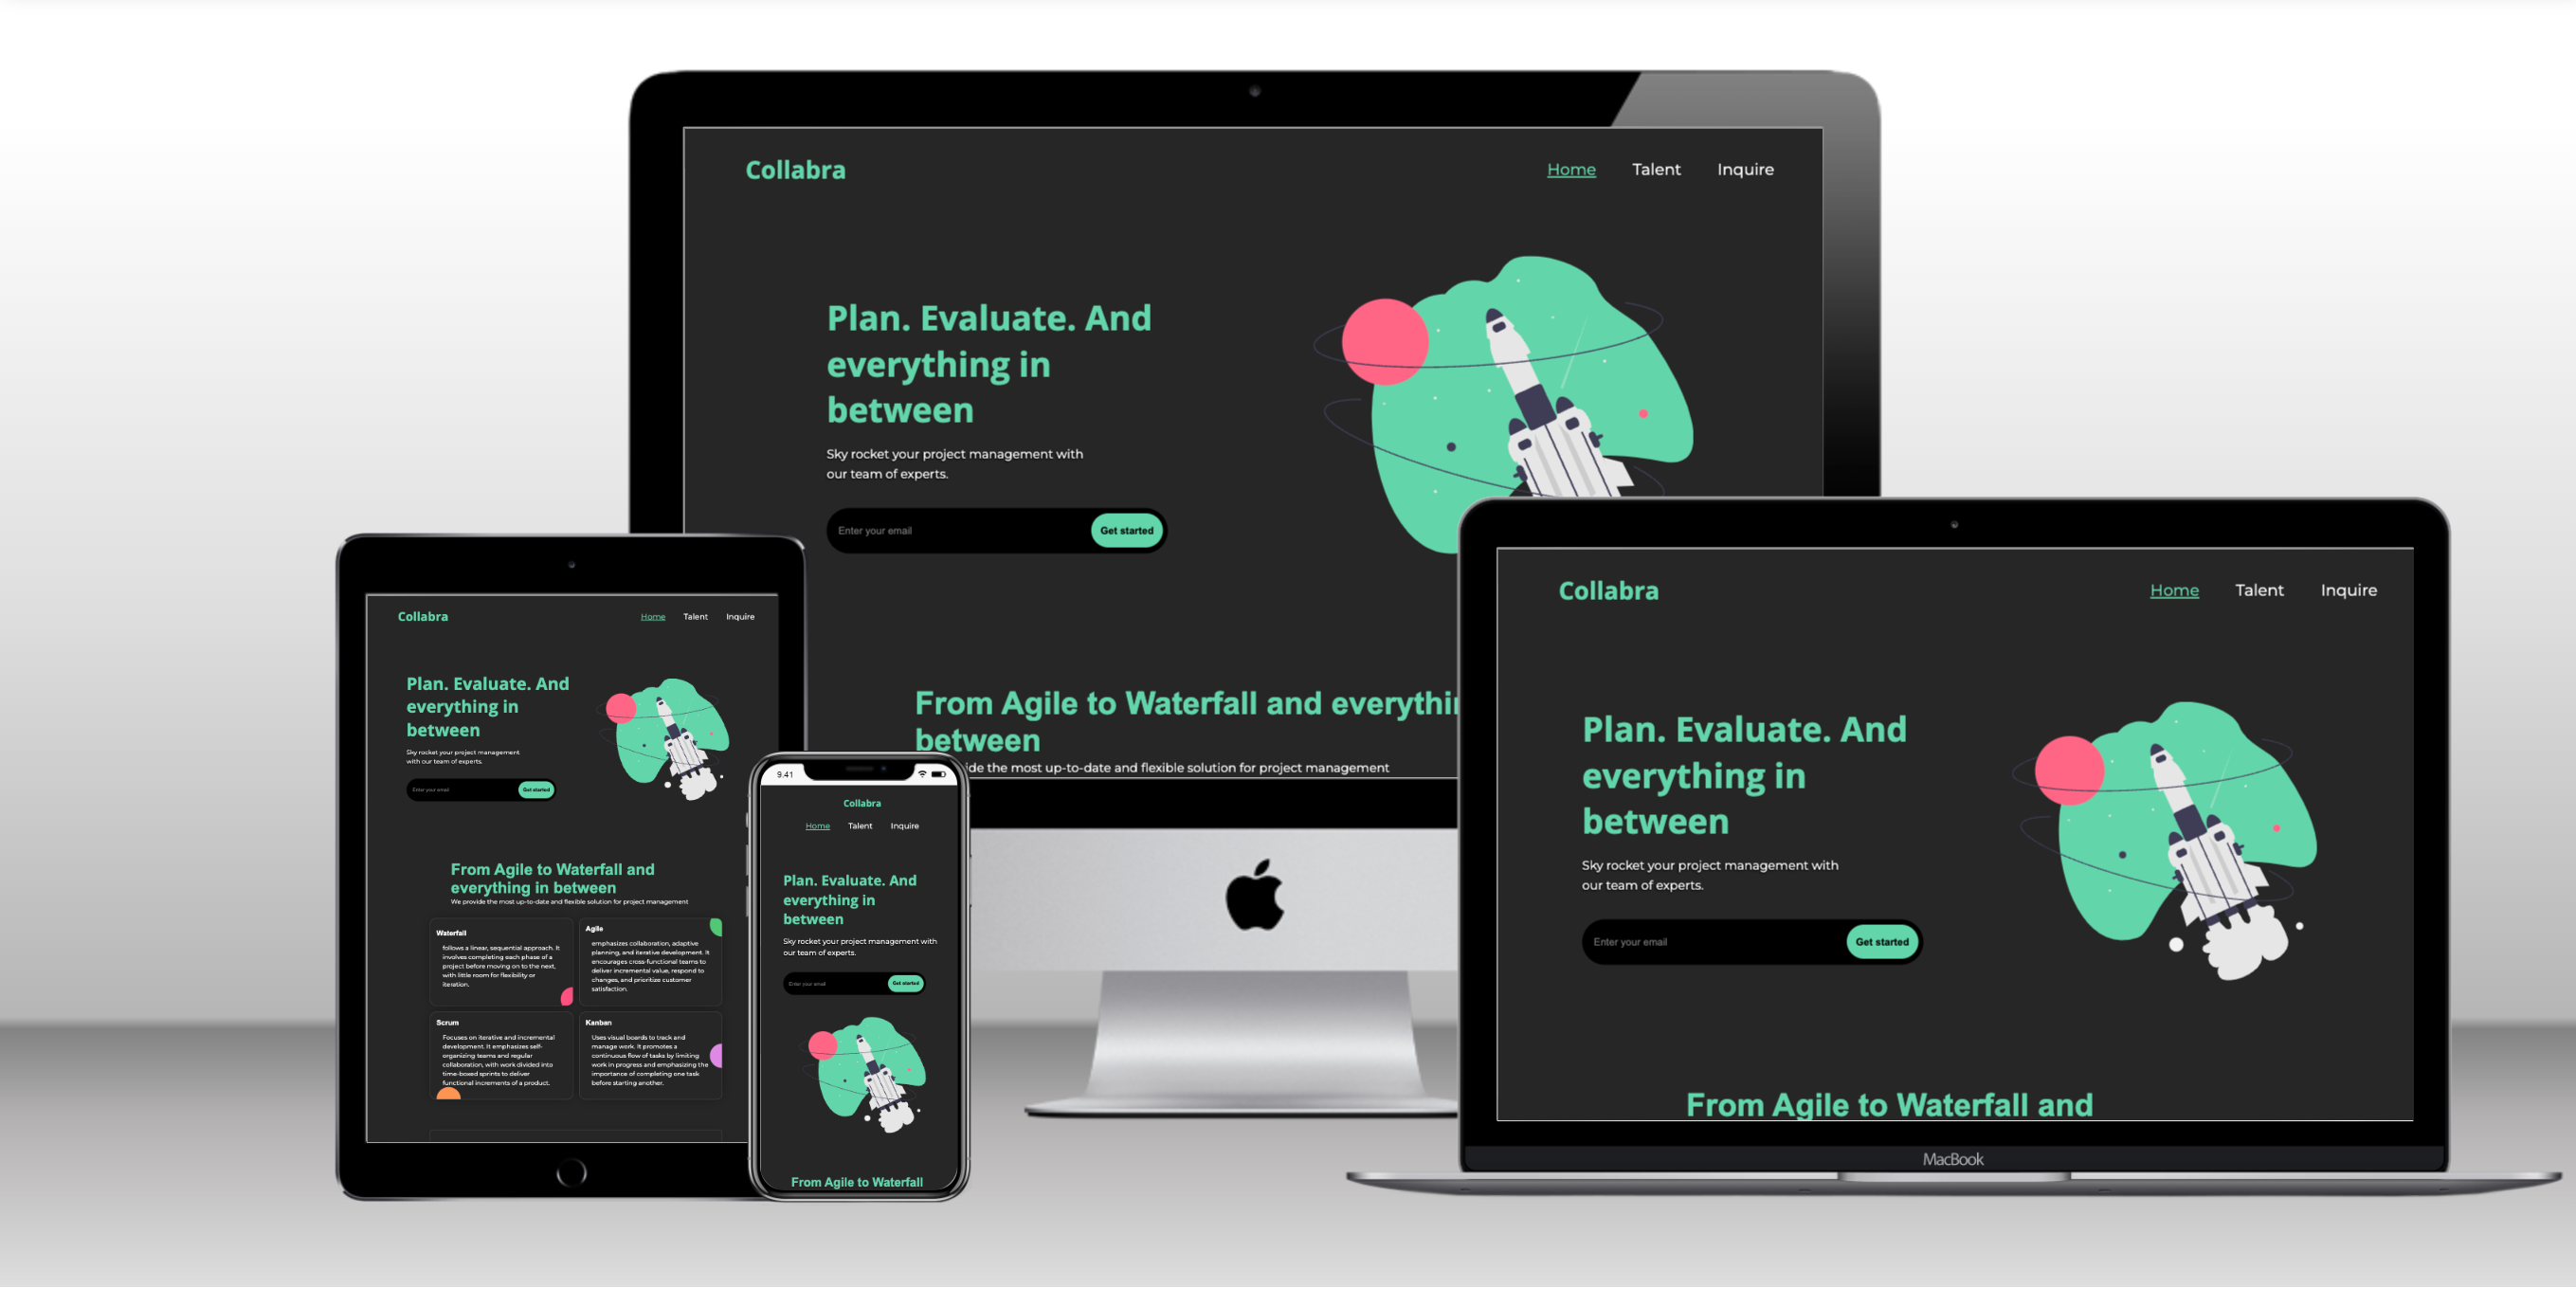 Collabra
Home Talent Inquire
Plan. Evaluate. And
everything in
between
Sky rocket your project management with
our team of experts.
Enter your email
Get started
From Agile to Waterfall and everythi
between
ide the most up-to-date and flexible solution for project management
Collabra
Home Talent Inquire
Plan. Evaluate. And
everything in
between
Sky rocket your project management
with our team of experts.
Enter your email
Get started
From Agile to Waterfall and
everything in between
We provide the most up-to-date and flexible solution for project management
Waterfall
follows a linear, sequential approach. It
involves completing each phase of a
project before moving on to the next,
with little room for flexibility or
iteration.
Agile
emphasizes collaboration, adaptive
planning, and iterative development. It
encourages cross-functional teams to
deliver incremental value, respond to
changes, and prioritize customer
satisfaction.
Scrum
Focuses on iterative and incremental
development. It emphasizes self-
organizing teams and regular
collaboration, with work divided into
time-boxed sprints to deliver
functional increments of a product.
Kanban
Uses visual boards to track and
manage work. It promotes a
continuous flow of tasks by limiting
work in progress and emphasizing the
importance of completing one task
before starting another.
9.41
Collabra
Home Talent Inquire
Plan. Evaluate. And
everything in
between
Sky rocket your project management with
our team of experts.
Enter your email
Get started
From Agile to Waterfall
Collabra
Home Talent Inquire
Plan. Evaluate. And
everything in
between
Sky rocket your project management with
our team of experts.
Enter your email
Get started
From Agile to Waterfall and
MacBook